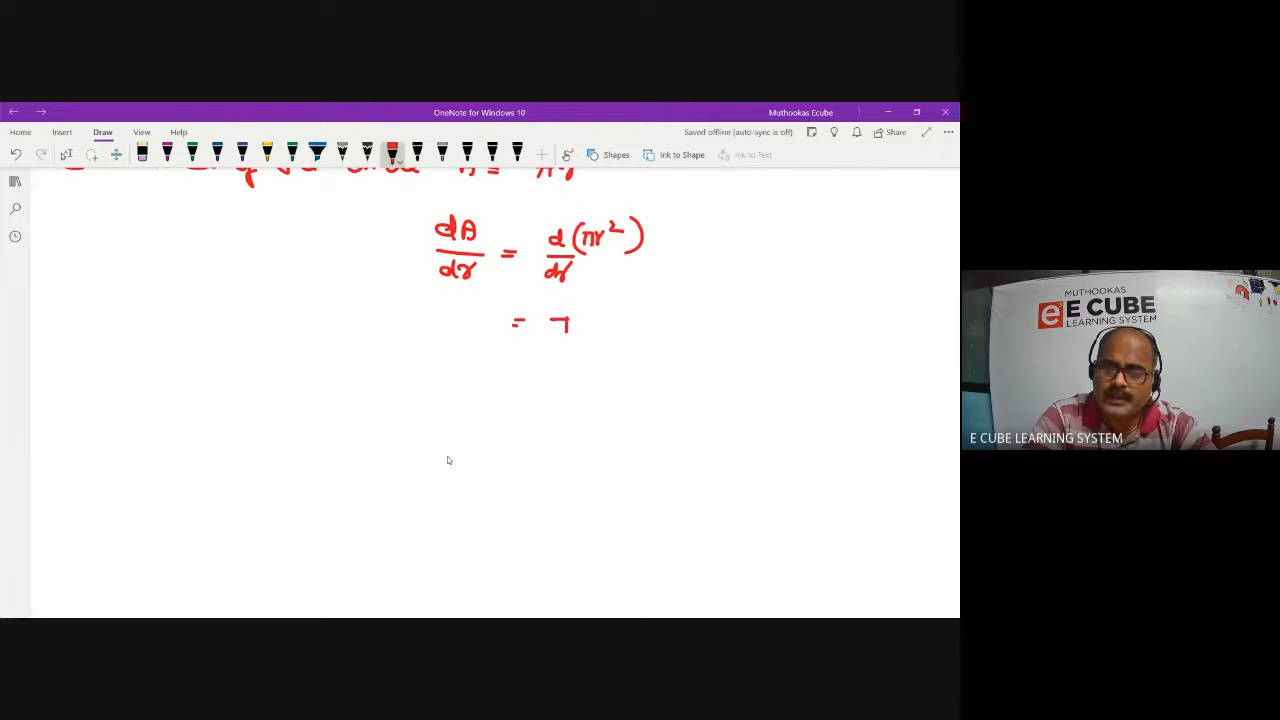 OneNote for Windows 10
Muthookas Ecube
Home Insert Draw View Help
Saved offline (auto-sync is off)
Share
Shapes
Ink to Shape
Ink to Text
dA/dr = d/dr (πr²)
=
MUTHOOKAS
e³ E CUBE
LEARNING SYSTEM
E CUBE LEARNING SYSTEM